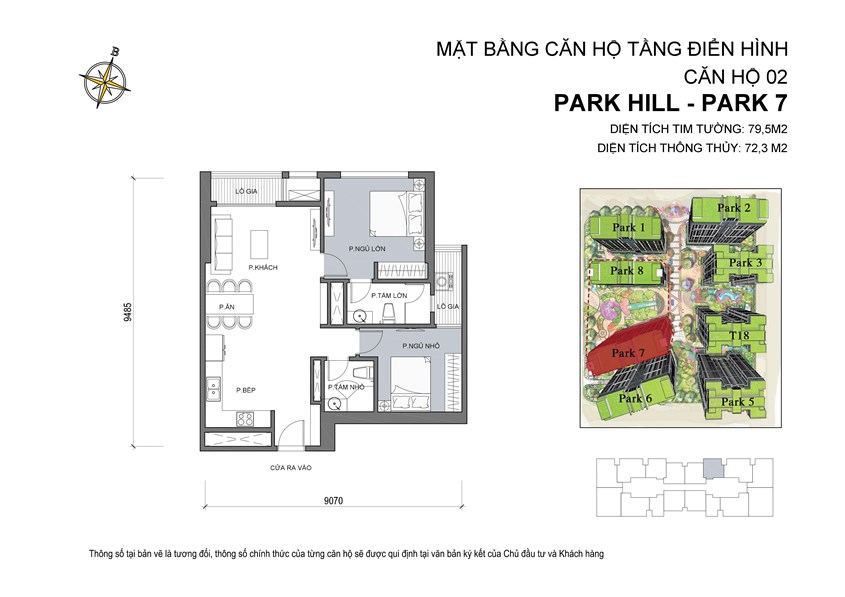 MẶT BẰNG CĂN HỘ TẦNG ĐIỂN HÌNH
CĂN HỘ 02
PARK HILL - PARK 7
DIỆN TÍCH TIM TƯỜNG: 79,5M2
DIỆN TÍCH THÔNG THỦY: 72,3 M2
LÔ GIA
P.NGỦ LỚN
P.KHÁCH
P.TẮM LỚN
LÔ GIA
P.ĂN
P.NGỦ NHỎ
P.BẾP
P.TẮM NHỎ
CỬA RA VÀO
9485
9070
Park 1
Park 2
Park 3
Park 8
T18
Park 7
Park 6
Park 5
Thông số tại bản vẽ là tương đối, thông số chính thức của từng căn hộ sẽ được qui định tại văn bản ký kết của Chủ đầu tư và Khách hàng